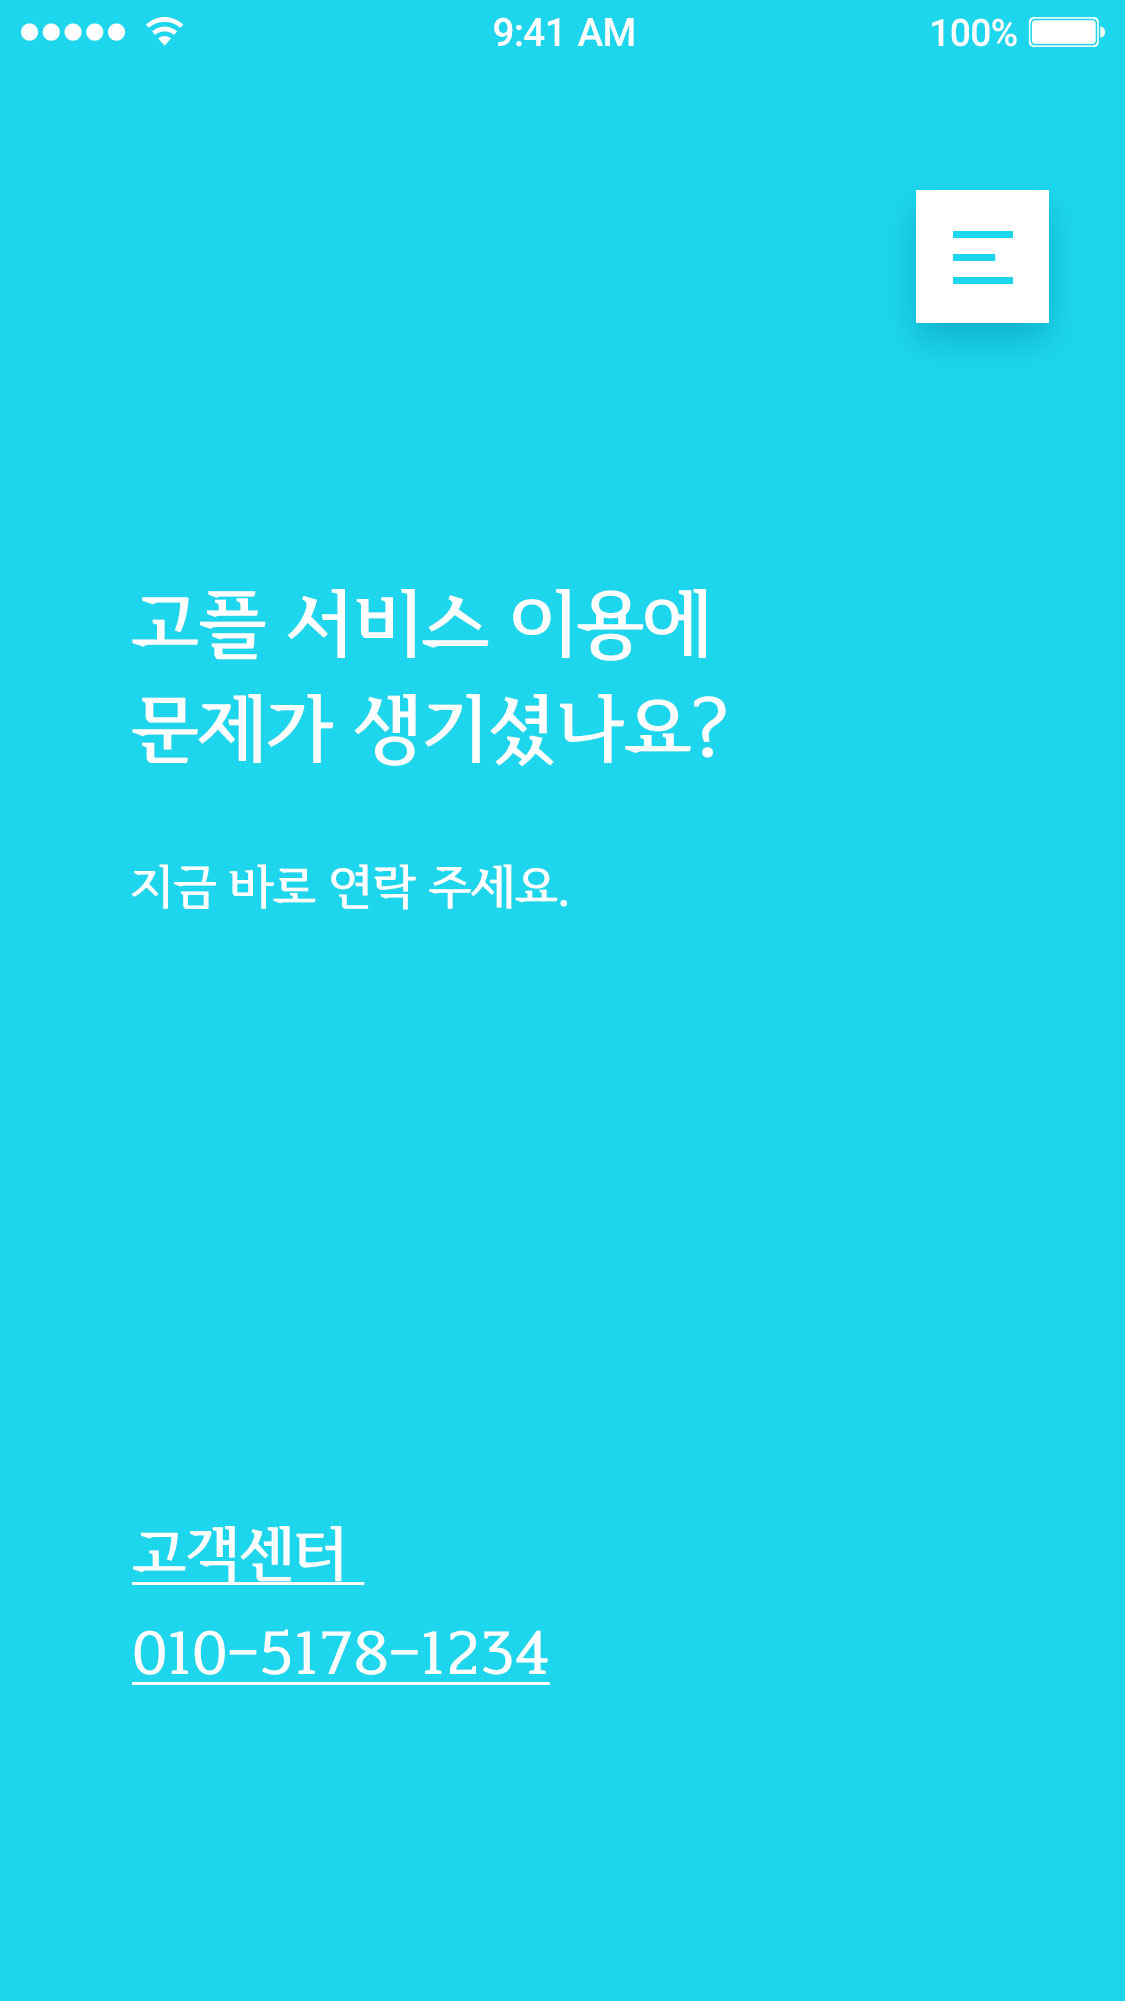 9:41 AM
100%
고플 서비스 이용에
문제가 생기셨나요?
지금 바로 연락 주세요.
고객센터
010-5178-1234